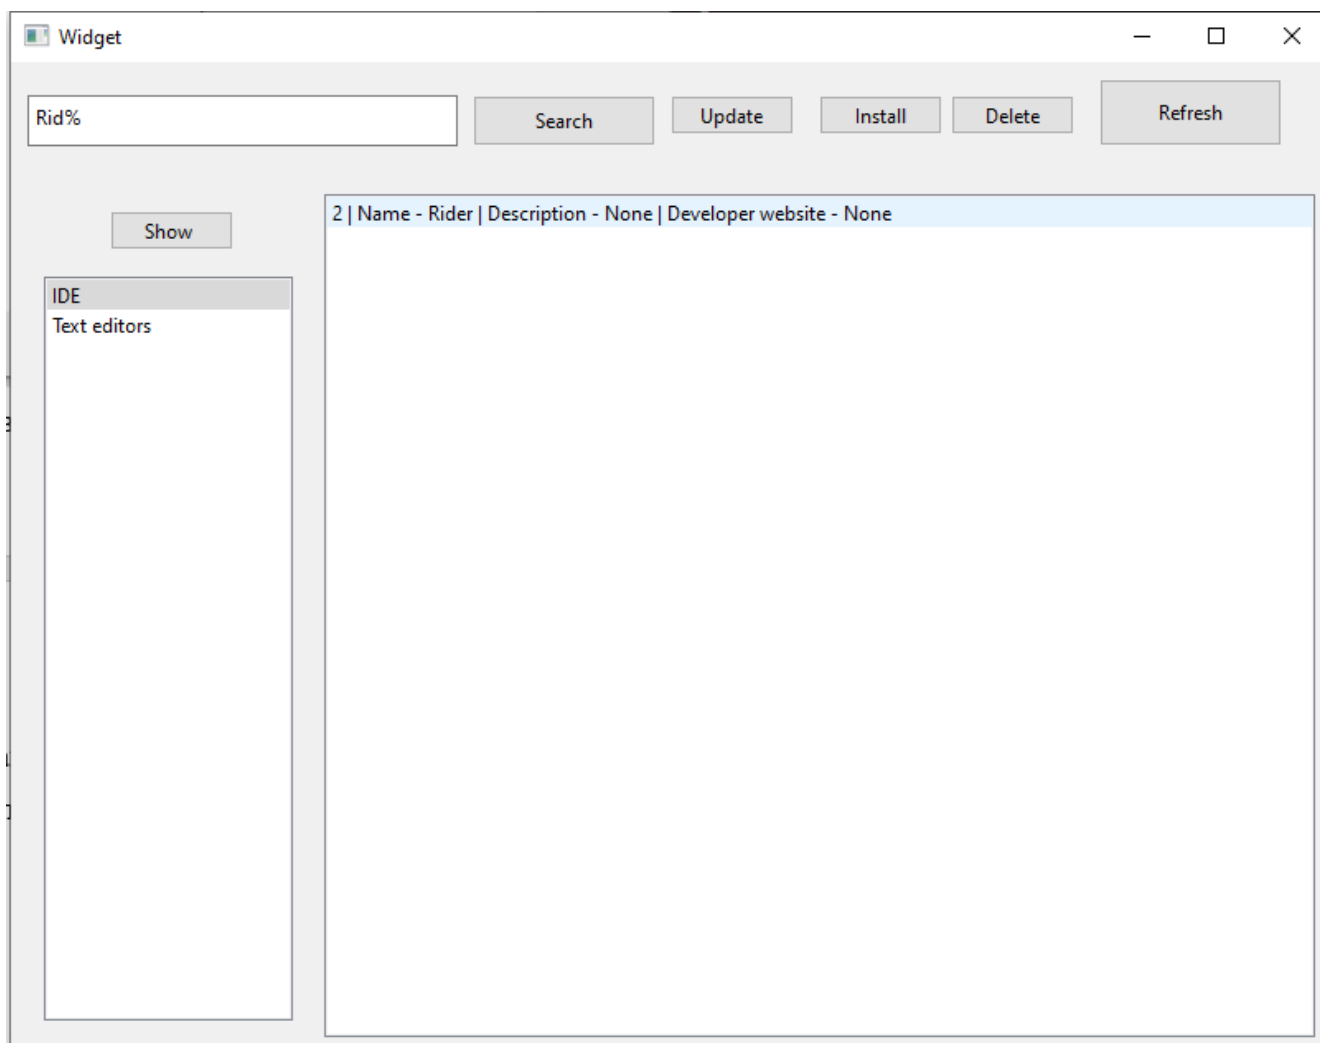 Widget
Rid%
Search
Update
Install
Delete
Refresh
Show
2 | Name - Rider | Description - None | Developer website - None
IDE
Text editors